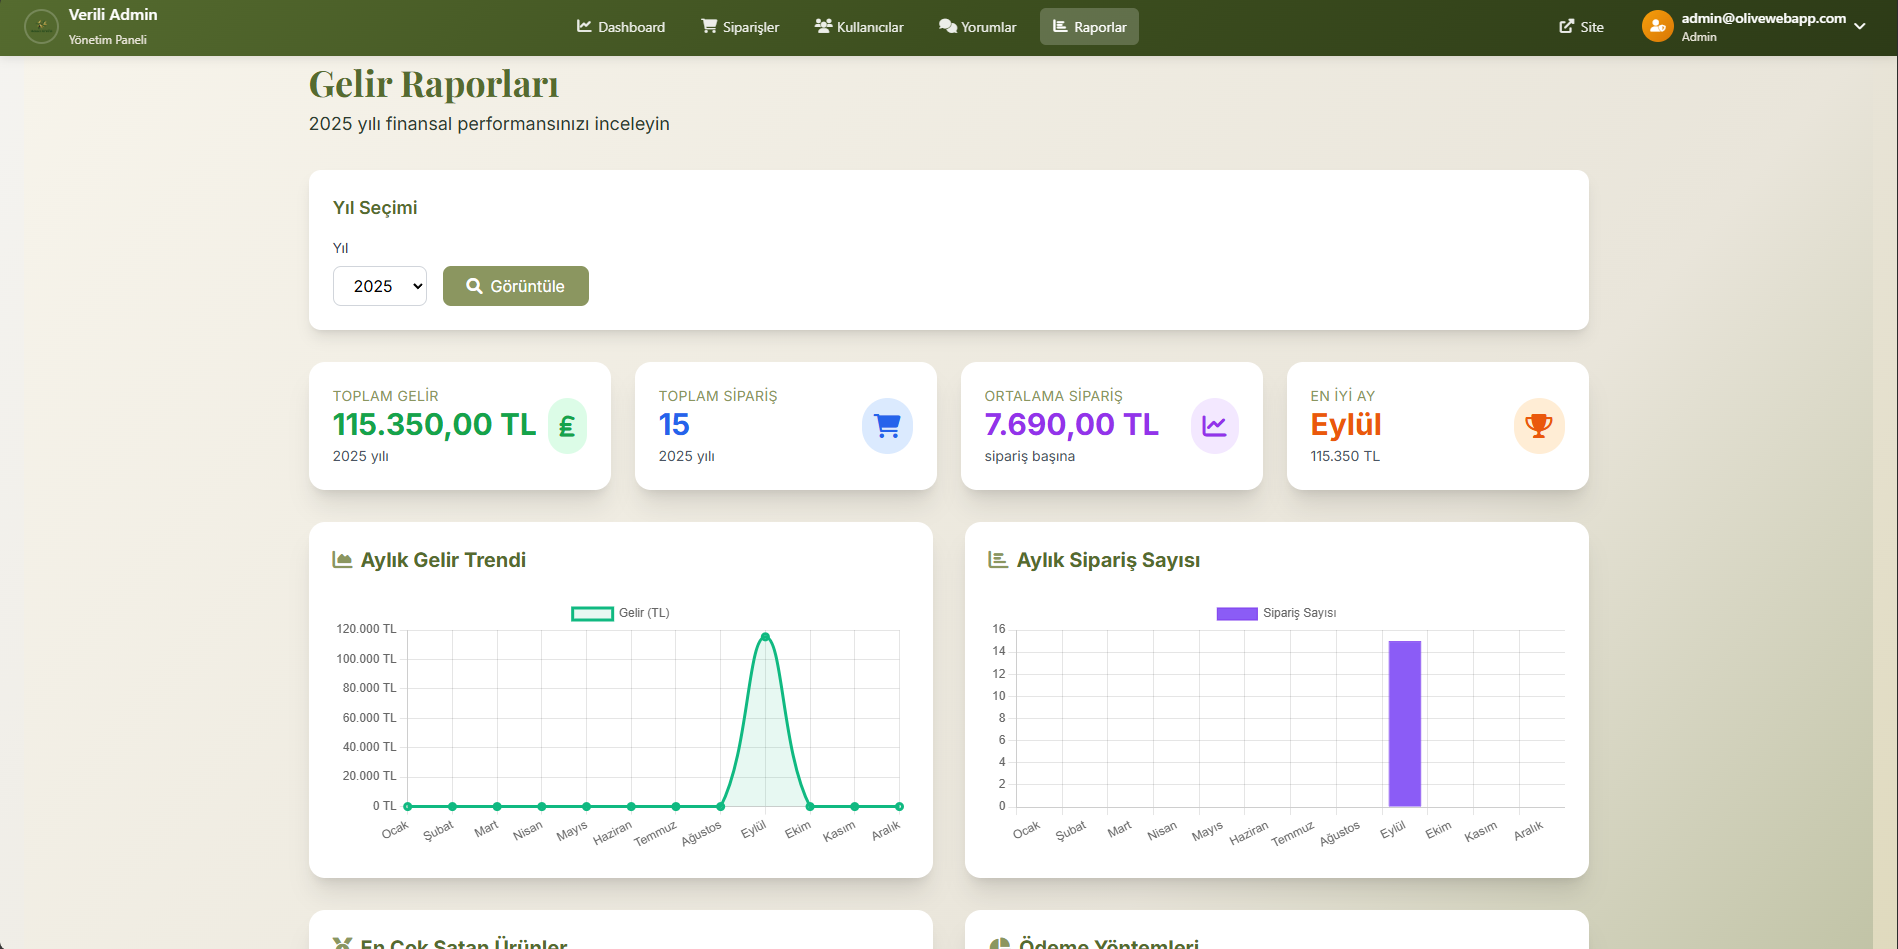 Verili Admin
Yönetim Paneli
Dashboard
Siparişler
Kullanıcılar
Yorumlar
Raporlar
Site
admin@olivewebapp.com
Admin
Gelir Raporları
2025 yılı finansal performansınızı inceleyin
Yıl Seçimi
Yıl
2025
Görüntüle
TOPLAM GELİR
115.350,00 TL
2025 yılı
TOPLAM SİPARİŞ
15
2025 yılı
ORTALAMA SİPARİŞ
7.690,00 TL
sipariş başına
EN İYİ AY
Eylül
115.350 TL
Aylık Gelir Trendi
Gelir (TL)
120.000 TL
100.000 TL
80.000 TL
60.000 TL
40.000 TL
20.000 TL
0 TL
Ocak
Şubat
Mart
Nisan
Mayıs
Haziran
Temmuz
Ağustos
Eylül
Ekim
Kasım
Aralık
Aylık Sipariş Sayısı
Sipariş Sayısı
16
14
12
10
8
6
4
2
0
Ocak
Şubat
Mart
Nisan
Mayıs
Haziran
Temmuz
Ağustos
Eylül
Ekim
Kasım
Aralık
En Çok Satan Ürünler
Ödeme Yöntemleri